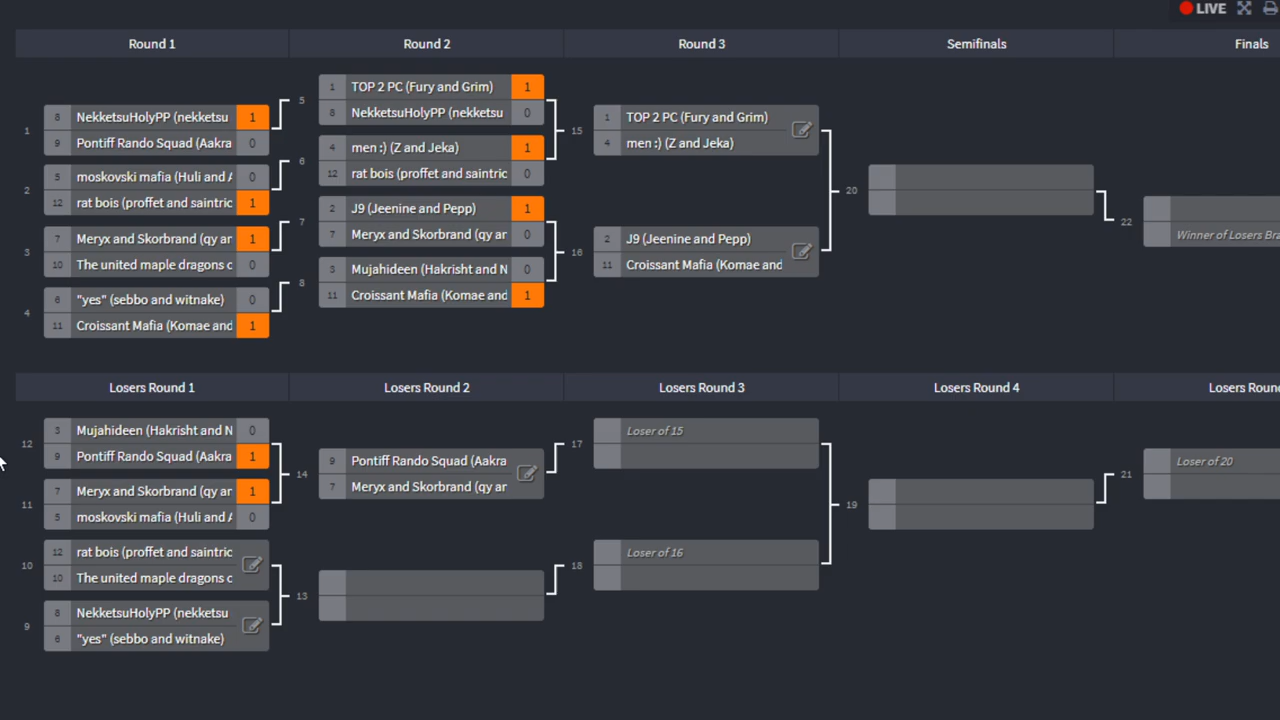 LIVE
Round 1
Round 2
Round 3
Semifinals
Finals
1
8 NekketsuHolyPP (nekketsu 1
9 Pontiff Rando Squad (Aakra 0
2
5 moskovski mafia (Huli and 0
12 rat bois (proffet and saintric 1
3
7 Meryx and Skorbrand (qy ar 1
10 The united maple dragons c 0
4
6 "yes" (sebbo and witnake) 0
11 Croissant Mafia (Komae and 1
5
1 TOP 2 PC (Fury and Grim) 1
8 NekketsuHolyPP (nekketsu 0
6
4 men :) (Z and Jeka) 1
12 rat bois (proffet and saintric 0
7
2 J9 (Jeenine and Pepp) 1
7 Meryx and Skorbrand (qy ar 0
8
3 Mujahideen (Hakrisht and N 0
11 Croissant Mafia (Komae and 1
15
1 TOP 2 PC (Fury and Grim)
4 men :) (Z and Jeka)
16
2 J9 (Jeenine and Pepp)
11 Croissant Mafia (Komae and
20
22
Winner of Losers Bra
Losers Round 1
Losers Round 2
Losers Round 3
Losers Round 4
Losers Round
12
3 Mujahideen (Hakrisht and N 0
9 Pontiff Rando Squad (Aakra 1
11
7 Meryx and Skorbrand (qy ar 1
5 moskovski mafia (Huli and 0
10
12 rat bois (proffet and saintric
10 The united maple dragons c
9
8 NekketsuHolyPP (nekketsu
6 "yes" (sebbo and witnake)
14
9 Pontiff Rando Squad (Aakra
7 Meryx and Skorbrand (qy ar
13
17
Loser of 15
18
Loser of 16
19
21
Loser of 20